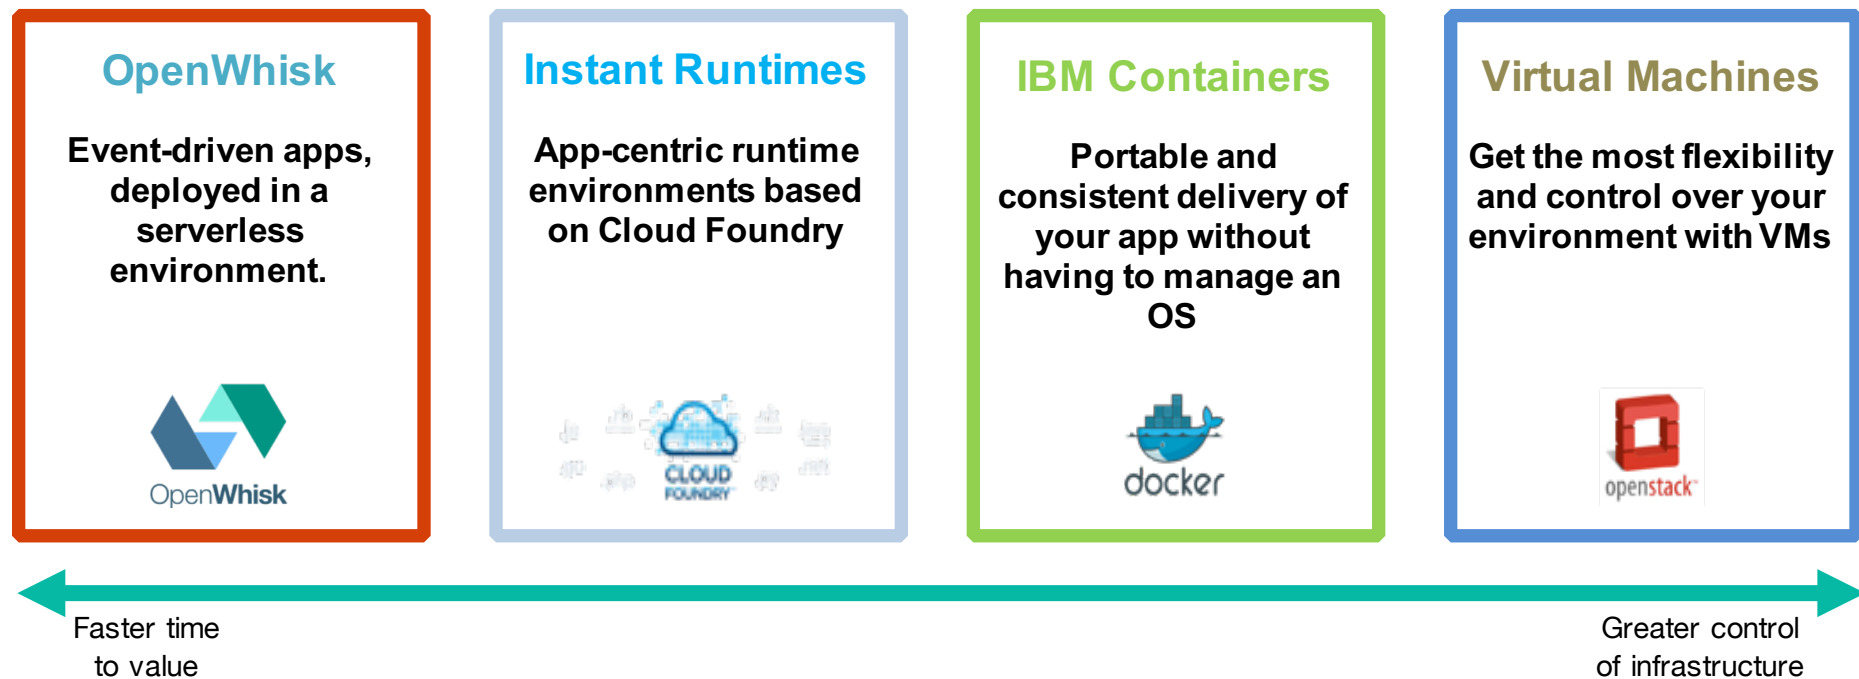 OpenWhisk
Event-driven apps,
deployed in a
serverless
environment.
OpenWhisk
Instant Runtimes
App-centric runtime
environments based
on Cloud Foundry
CLOUD
FOUNDRY™
IBM Containers
Portable and
consistent delivery of
your app without
having to manage an
OS
docker
Virtual Machines
Get the most flexibility
and control over your
environment with VMs
openstack™
Faster time
to value
Greater control
of infrastructure